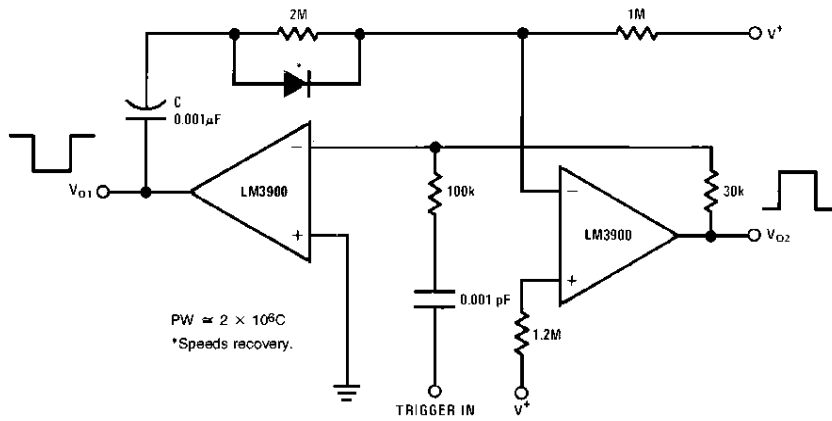 2M
1M
V+
*
C
0.001μF
LM3900
−
+
VO1
100k
30k
LM3900
−
+
VO2
0.001 pF
1.2M
PW ≅ 2 × 10⁶C
*Speeds recovery.
TRIGGER IN
V+